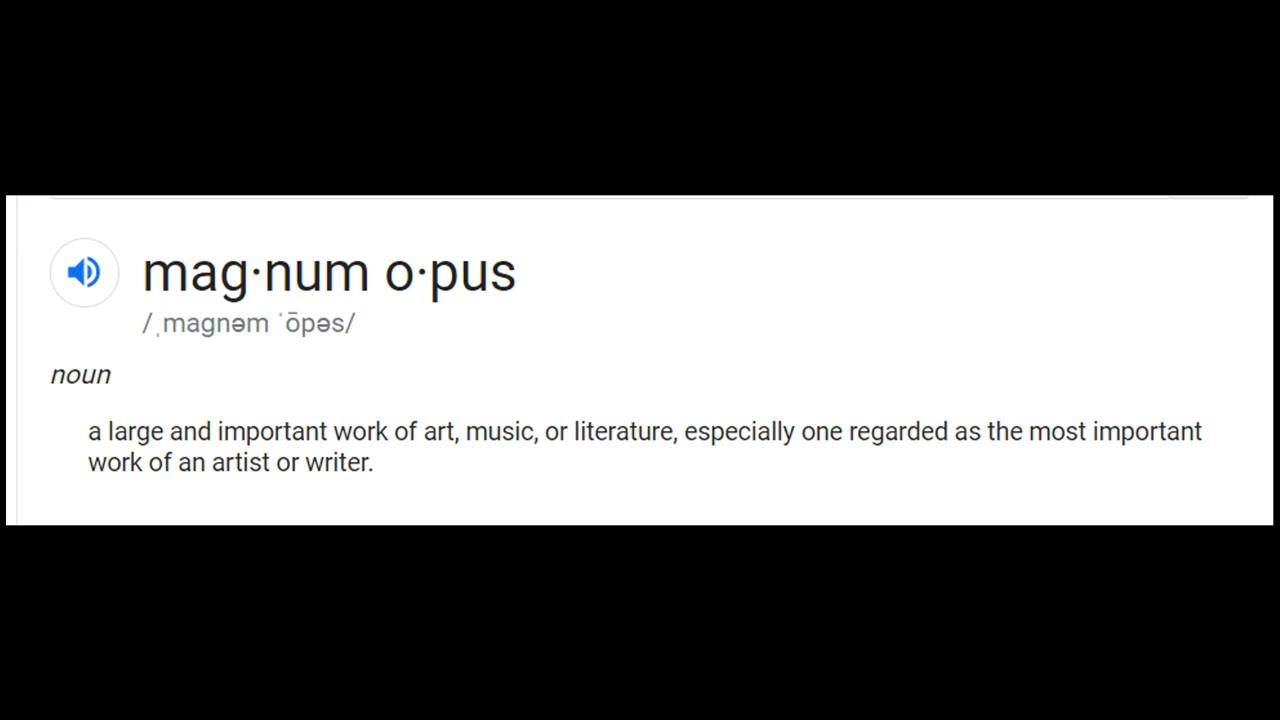 mag·num o·pus
/ˌmaɡnəm ˈōpəs/
noun
a large and important work of art, music, or literature, especially one regarded as the most important
work of an artist or writer.